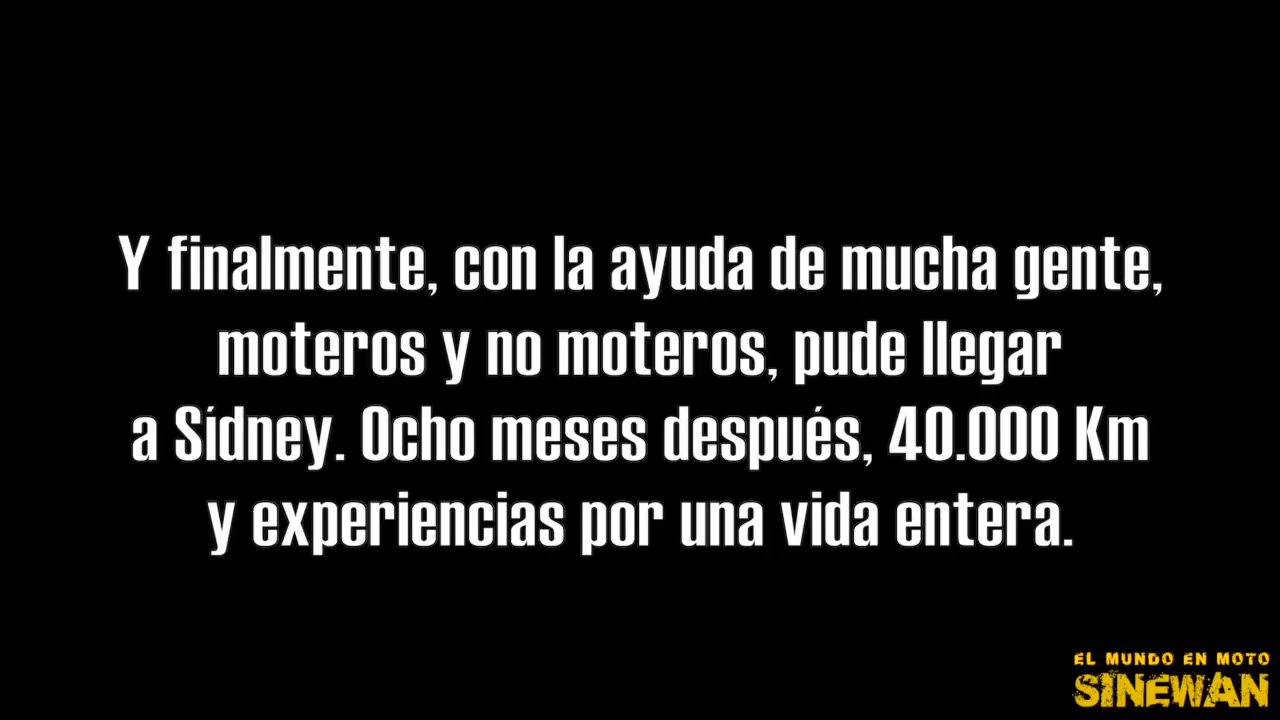 Y finalmente, con la ayuda de mucha gente,
moteros y no moteros, pude llegar
a Sídney. Ocho meses después, 40.000 Km
y experiencias por una vida entera.
EL MUNDO EN MOTO
SINEWAN